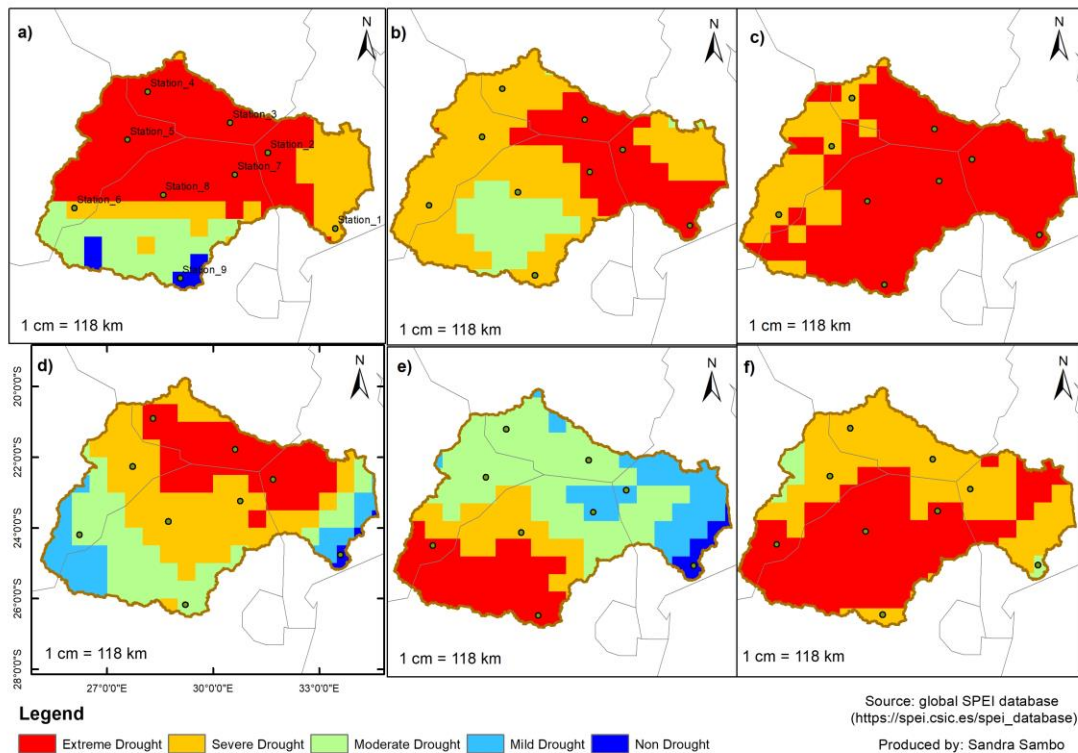 a)
N
Station_4
Station_3
Station_5
Station_2
Station_7
Station_8
Station_6
Station_1
Station_9
1 cm = 118 km
b)
N
1 cm = 118 km
c)
N
1 cm = 118 km
d)
N
20°0'0"S
22°0'0"S
24°0'0"S
26°0'0"S
28°0'0"S
1 cm = 118 km
27°0'0"E
30°0'0"E
33°0'0"E
e)
N
1 cm = 118 km
f)
N
1 cm = 118 km
Legend
Extreme Drought
Severe Drought
Moderate Drought
Mild Drought
Non Drought
Source: global SPEI database
(https://spei.csic.es/spei_database)
Produced by: Sandra Sambo